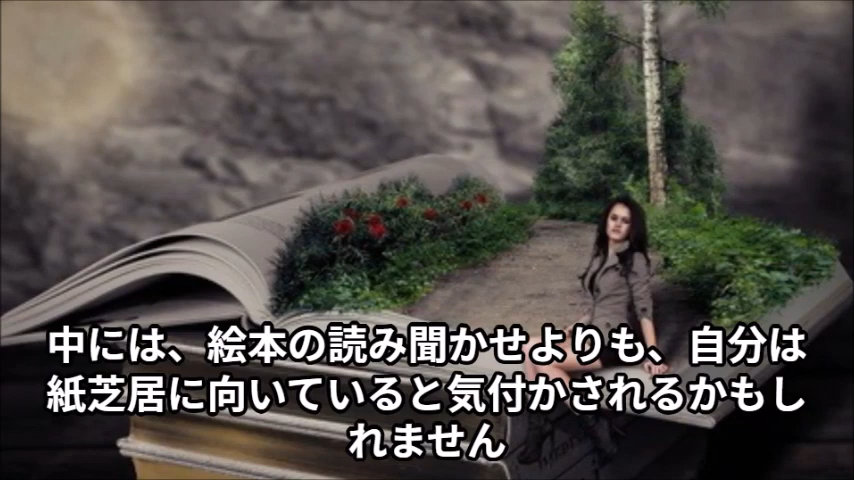 中には、絵本の読み聞かせよりも、自分は
紙芝居に向いていると気付かされるかもし
れません